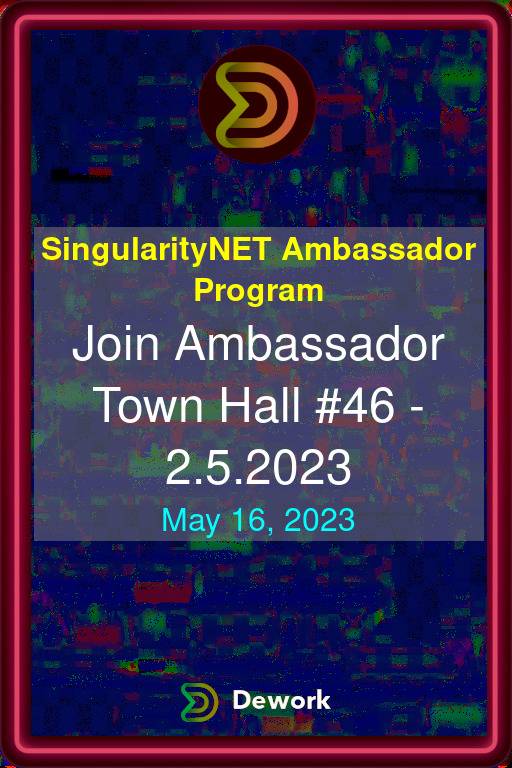 SingularityNET Ambassador
Program
Join Ambassador
Town Hall #46 -
2.5.2023
May 16, 2023
Dework